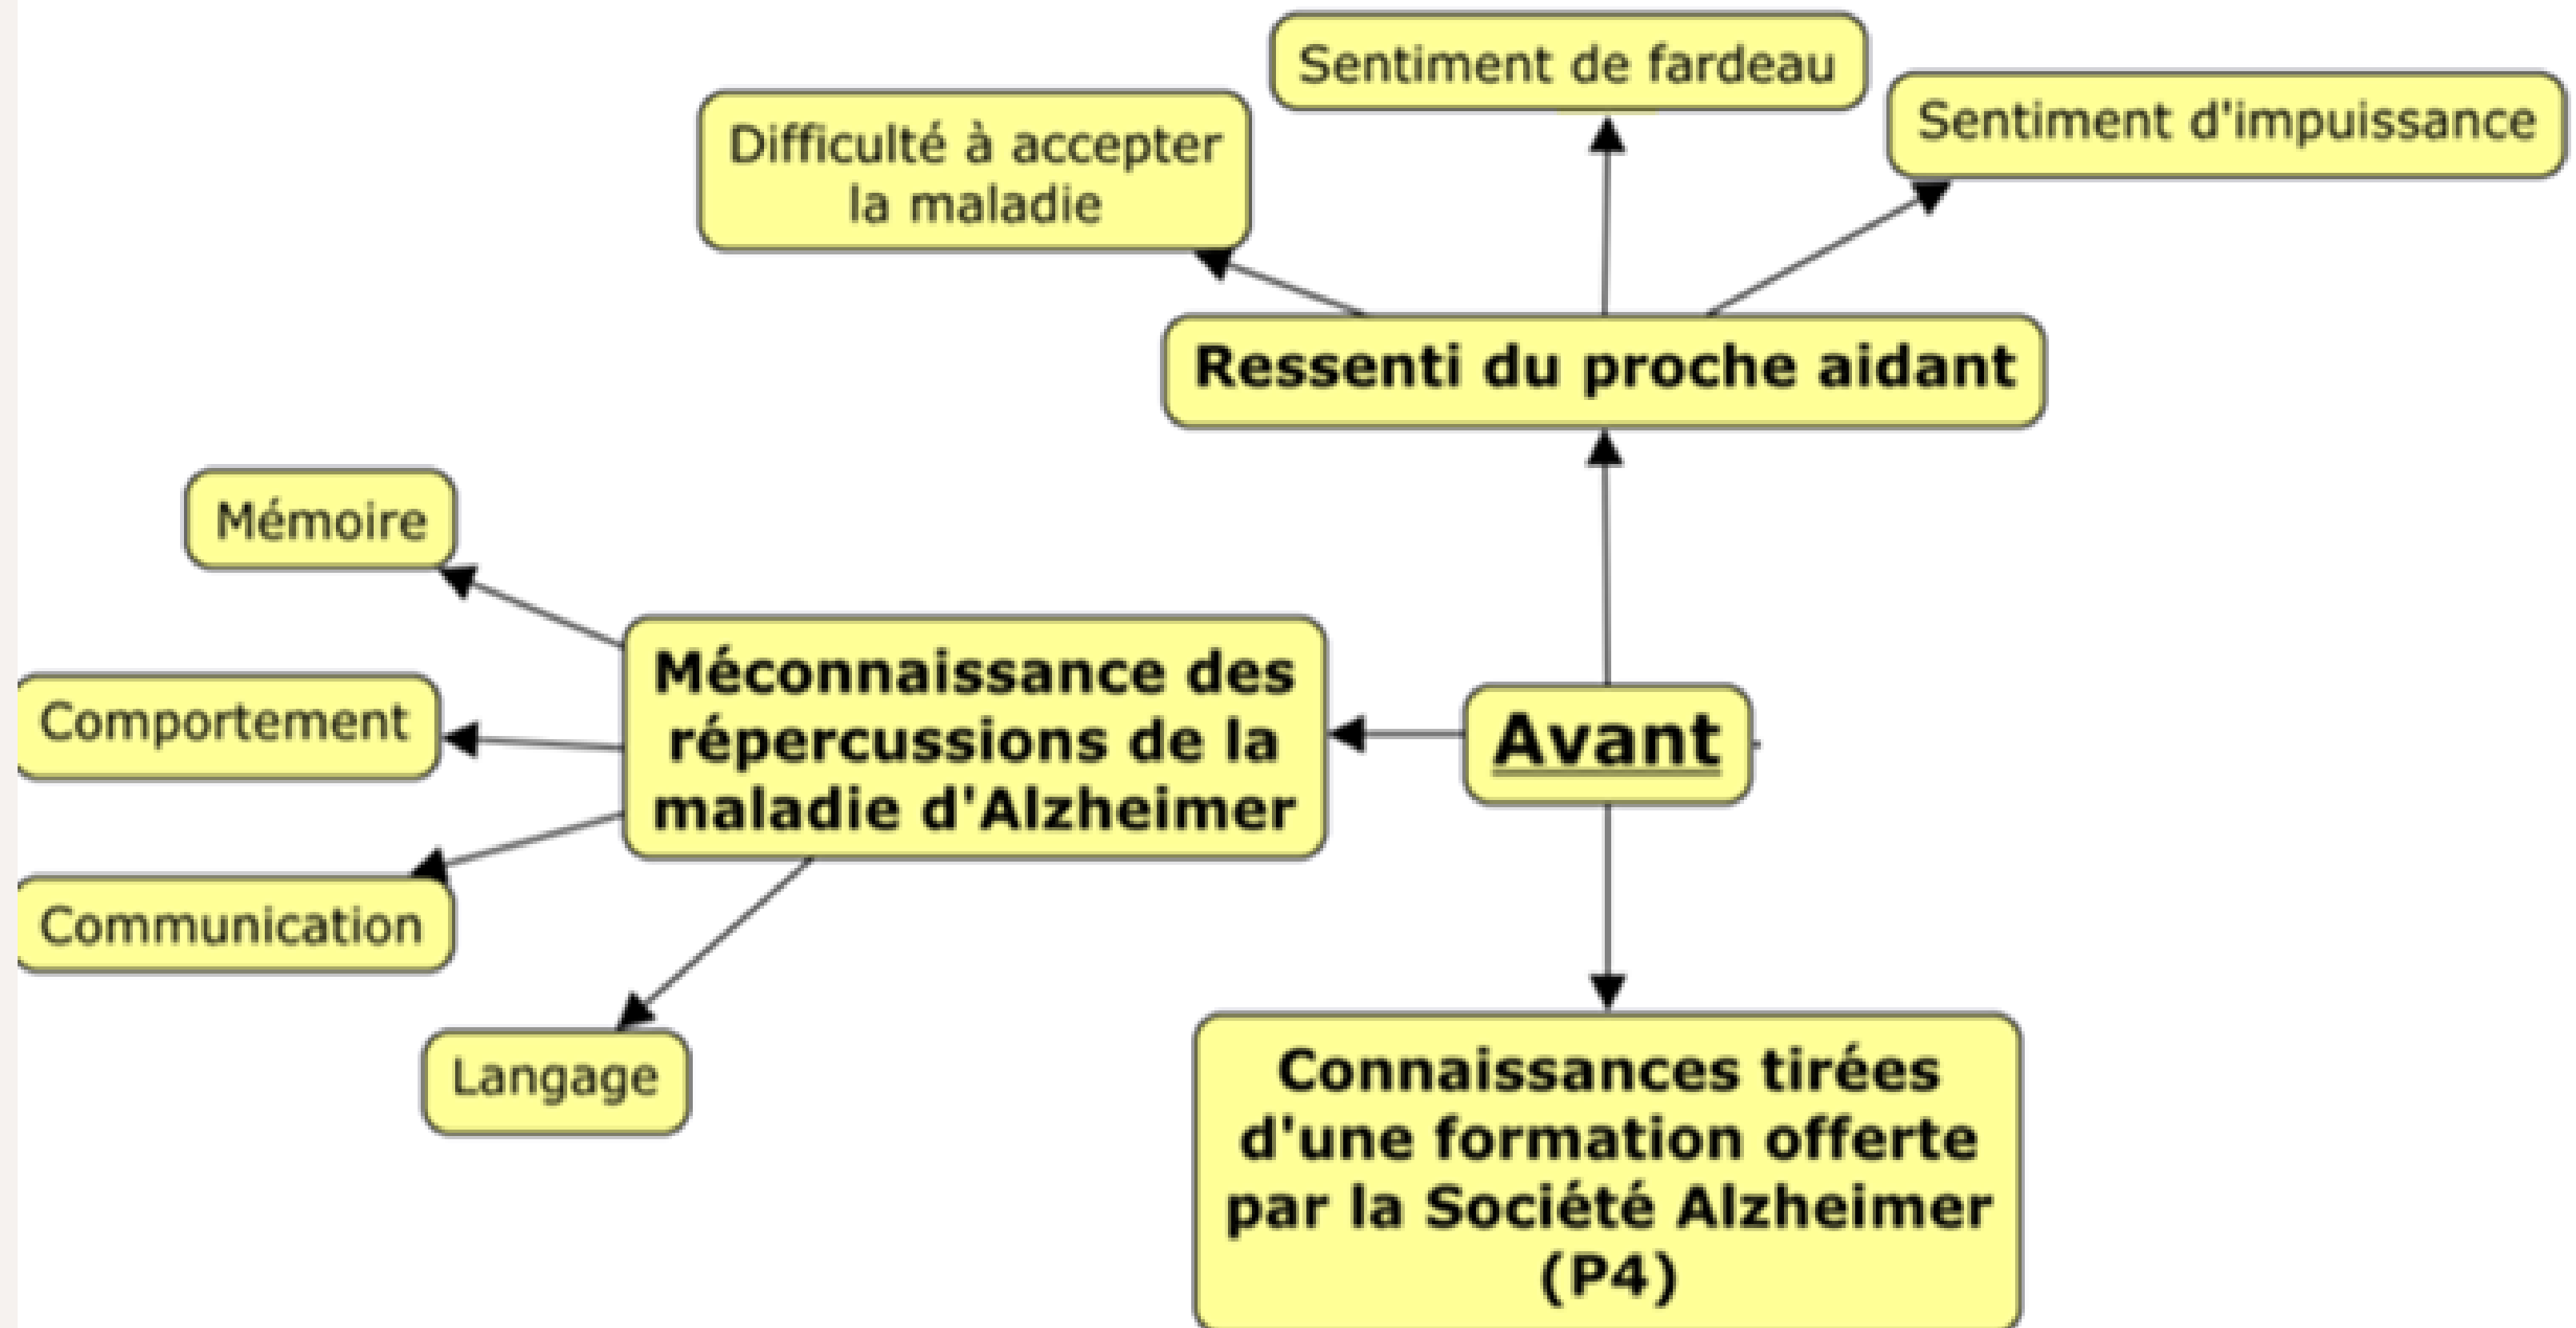 Sentiment de fardeau
Sentiment d'impuissance
Difficulté à accepter
la maladie
Ressenti du proche aidant
Mémoire
Comportement
Communication
Langage
Méconnaissance des
répercussions de la
maladie d'Alzheimer
Avant
Connaissances tirées
d'une formation offerte
par la Société Alzheimer
(P4)